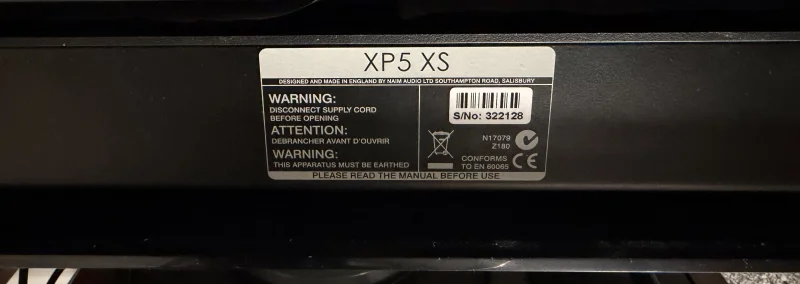 XP5 XS
DESIGNED AND MADE IN ENGLAND BY NAIM AUDIO LTD SOUTHAMPTON ROAD, SALISBURY
WARNING:
DISCONNECT SUPPLY CORD
BEFORE OPENING
ATTENTION:
DEBRANCHER AVANT D'OUVRIR
WARNING:
THIS APPARATUS MUST BE EARTHED
S/No: 322128
N17079
Z180
CONFORMS
TO EN 60065
CE
PLEASE READ THE MANUAL BEFORE USE